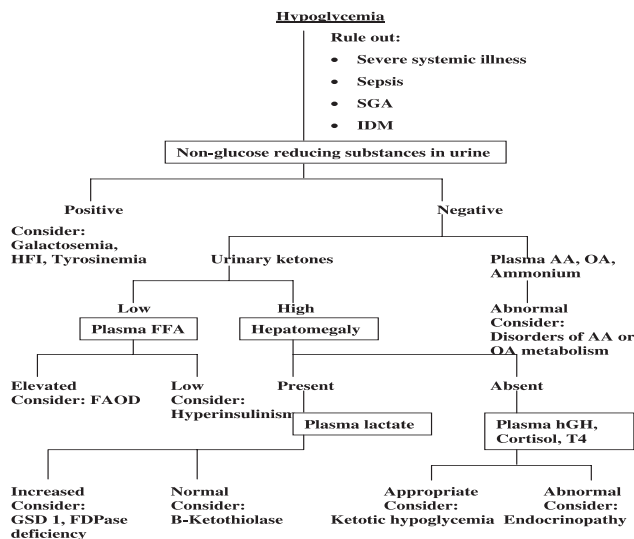 Hypoglycemia
Rule out:
• Severe systemic illness
• Sepsis
• SGA
• IDM
Non-glucose reducing substances in urine
Positive
Negative
Consider:
Galactosemia,
HFI, Tyrosinemia
Urinary ketones
Plasma AA, OA,
Ammonium
Low
High
Abnormal
Consider:
Disorders of AA or
OA metabolism
Plasma FFA
Hepatomegaly
Elevated
Consider: FAOD
Low
Consider:
Hyperinsulinism
Present
Absent
Plasma lactate
Plasma hGH,
Cortisol, T4
Increased
Consider:
GSD 1, FDPase
deficiency
Normal
Consider:
B-Ketothiolase
Appropriate
Consider:
Ketotic hypoglycemia
Abnormal
Consider:
Endocrinopathy